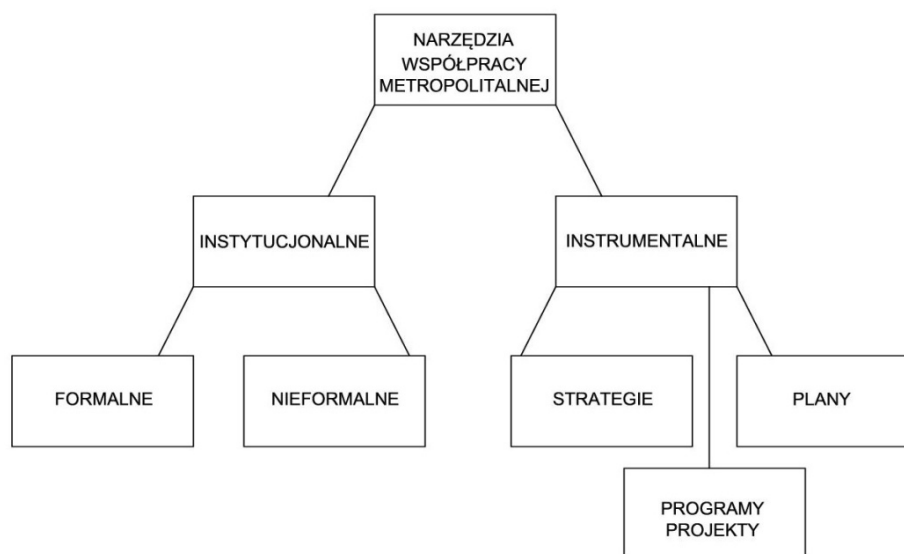 NARZĘDZIA
WSPÓŁPRACY
METROPOLITALNEJ
INSTYTUCJONALNE
INSTRUMENTALNE
FORMALNE
NIEFORMALNE
STRATEGIE
PLANY
PROGRAMY
PROJEKTY